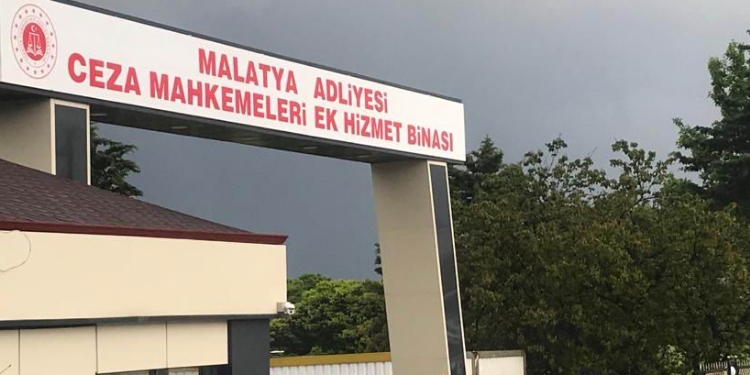 MALATYA ADLİYESİ
CEZA MAHKEMELERİ EK HİZMET BİNASI